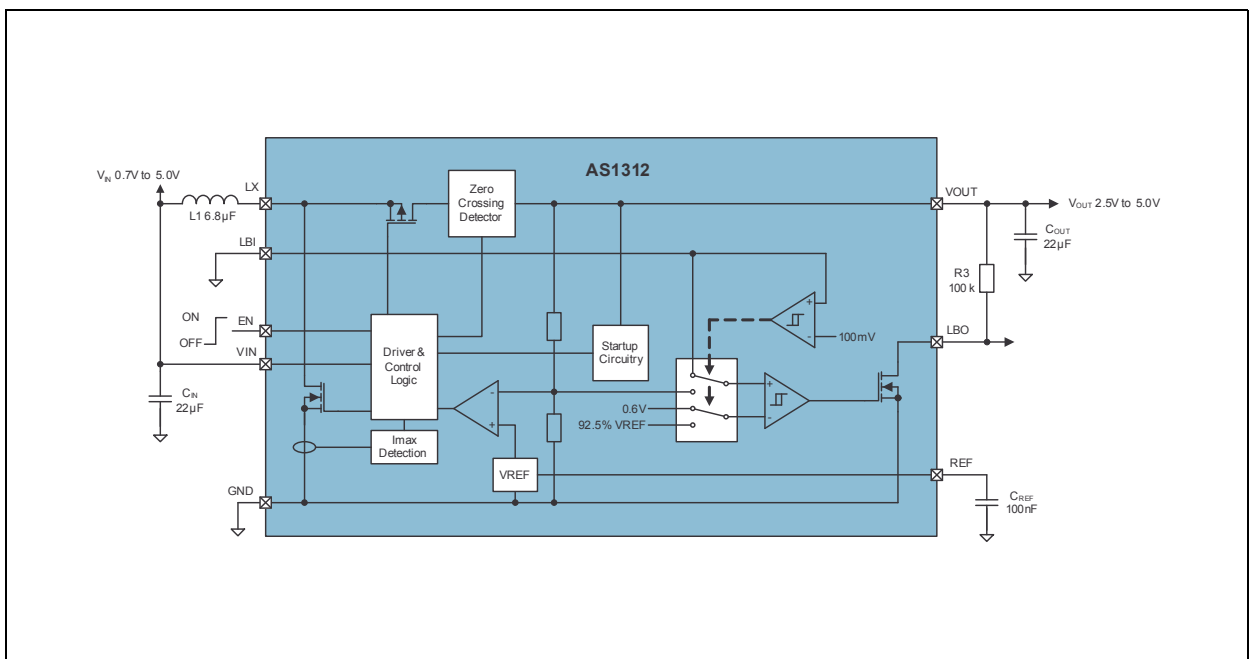 AS1312
VIN 0.7V to 5.0V
LX
L1 6.8µF
Zero
Crossing
Detector
VOUT
VOUT 2.5V to 5.0V
COUT
22µF
LBI
R3
100 k
ON
OFF
EN
VIN
Driver &
Control
Logic
Startup
Circuitry
+
-
100mV
LBO
CIN
22µF
-
+
0.6V
92.5% VREF
+
-
Imax
Detection
VREF
REF
GND
CREF
100nF